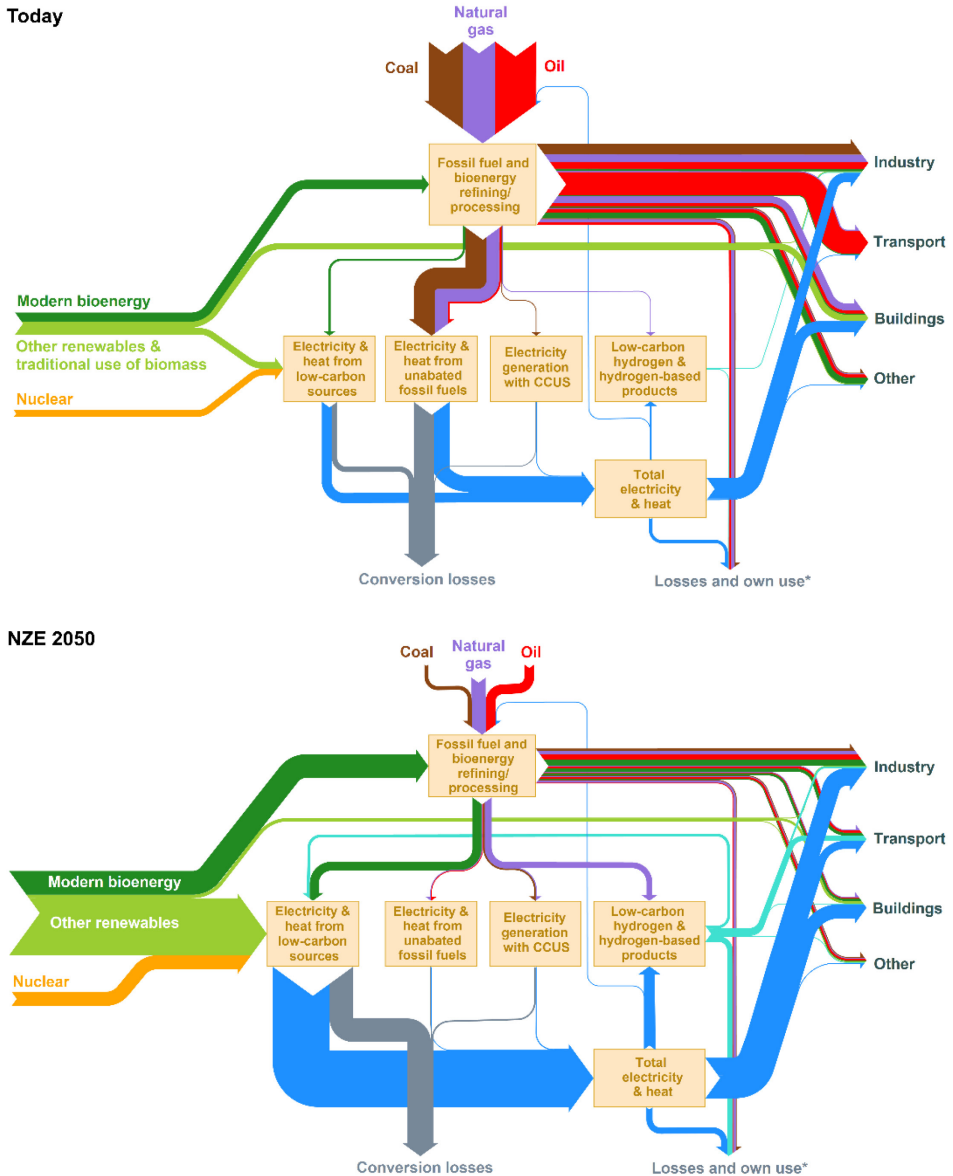 Today
Natural
gas
Coal
Oil
Fossil fuel and
bioenergy
refining/
processing
Industry
Transport
Modern bioenergy
Buildings
Other renewables &
traditional use of biomass
Electricity &
heat from
low-carbon
sources
Electricity &
heat from
unabated
fossil fuels
Electricity
generation
with CCUS
Low-carbon
hydrogen &
hydrogen-based
products
Other
Nuclear
Total
electricity
& heat
Conversion losses
Losses and own use*
NZE 2050
Natural
gas
Coal
Oil
Fossil fuel and
bioenergy
refining/
processing
Industry
Transport
Modern bioenergy
Other renewables
Electricity &
heat from
low-carbon
sources
Electricity &
heat from
unabated
fossil fuels
Electricity
generation
with CCUS
Low-carbon
hydrogen &
hydrogen-based
products
Buildings
Other
Nuclear
Total
electricity
& heat
Conversion losses
Losses and own use*